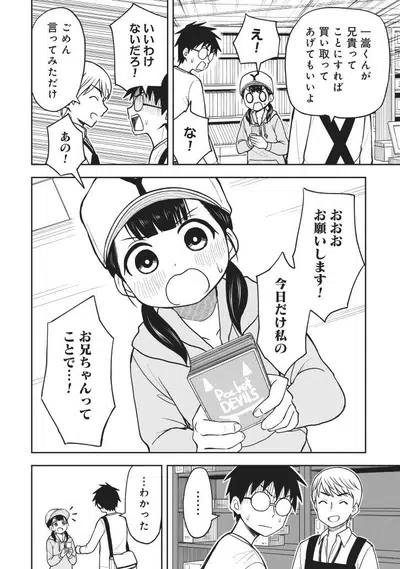 一嵩くんが
兄貴って
ことにすれば
買い取って
あげてもいいよ
え!
な!
いいわけ
ないだろ!
ごめん
言ってみただけ
あの!
おおお
お願いします!
今日だけ私の
お兄ちゃんって
ことで…!
Pocket
DEVILS
……
……
…わかった